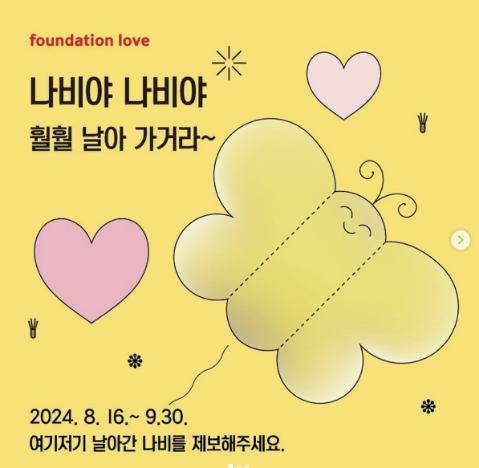 foundation love
나비야 나비야
훨훨 날아 가거라~
2024. 8. 16.~ 9.30.
여기저기 날아간 나비를 제보해주세요.